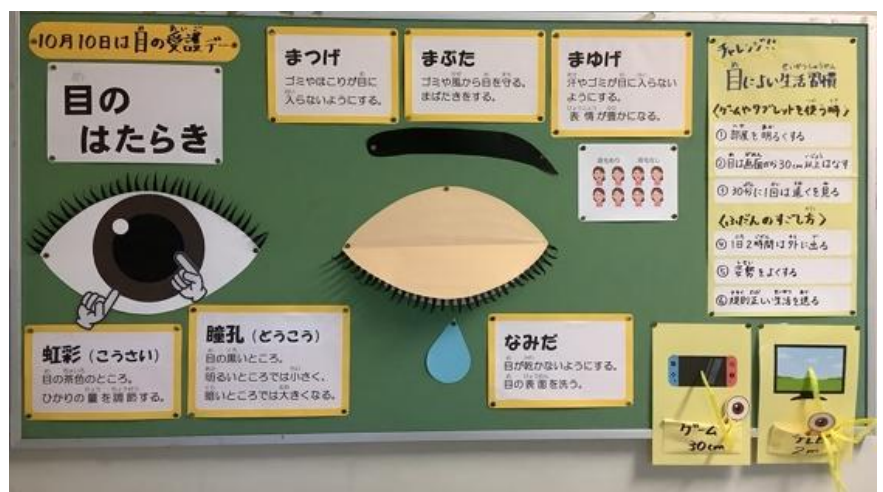 10月10日は目の愛護デー
目の
はたらき
まつげ
ゴミやほこりが目に
入らないようにする。
まぶた
ゴミや風から目を守る。
まばたきをする。
まゆげ
汗やゴミが目に入らない
ようにする。
表情が豊かになる。
チャレンジ!!
目によい生活習慣
〈ゲームやタブレットを使う時〉
① 部屋を明るくする
②目は画面から30cm以上はなす
③ 30分に1回は遠くを見る
〈ふだんのすごし方〉
④ 1日2時間は外に出る
⑤ 姿勢をよくする
⑥ 規則正しい生活を送る
虹彩(こうさい)
目の茶色のところ。
ひかりの量を調節する。
瞳孔(どうこう)
目の黒いところ。
明るいところでは小さく、
暗いところでは大きくなる。
なみだ
目が乾かないようにする。
目の表面を洗う。
ゲーム
30cm
2m